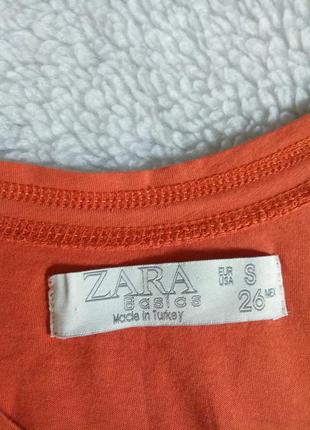 ZARA
Basics
Made in Turkey
EUR S
USA
26 MEX